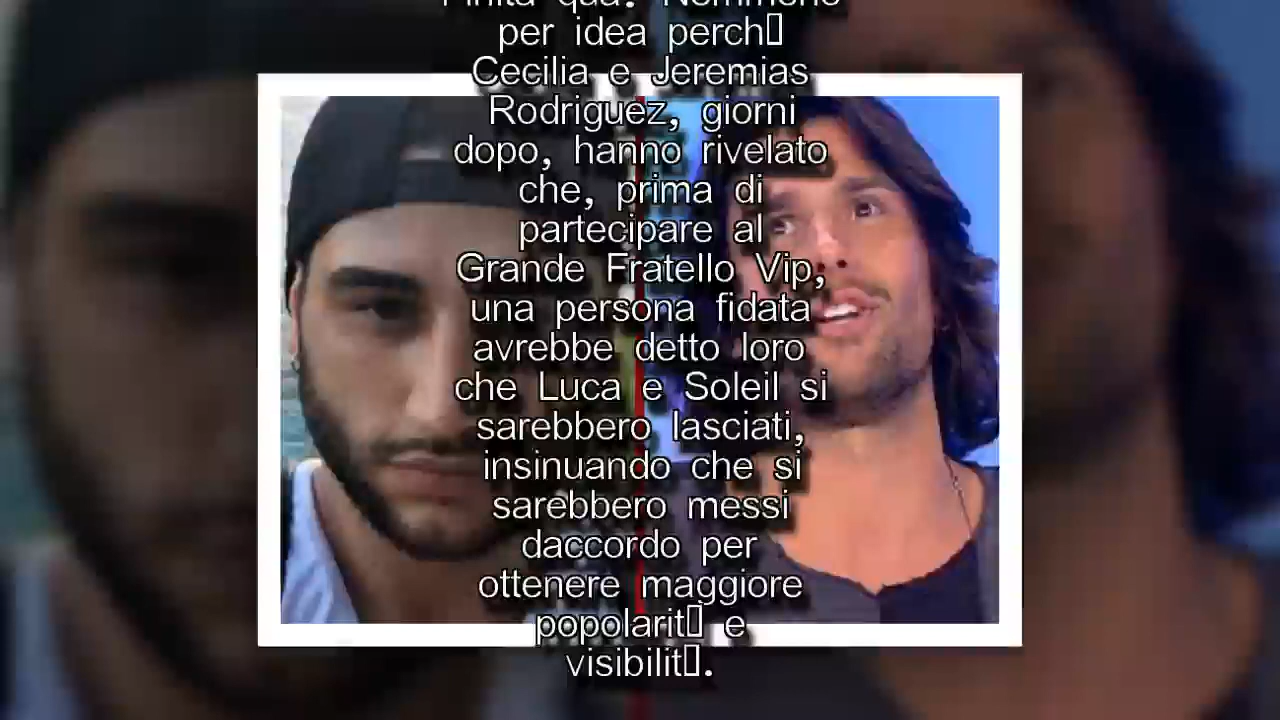 per idea perch▯
Cecilia e Jeremias
Rodriguez, giorni
dopo, hanno rivelato
che, prima di
partecipare al
Grande Fratello Vip,
una persona fidata
avrebbe detto loro
che Luca e Soleil si
sarebbero lasciati,
insinuando che si
sarebbero messi
daccordo per
ottenere maggiore
popolarit▯ e
visibilit▯.